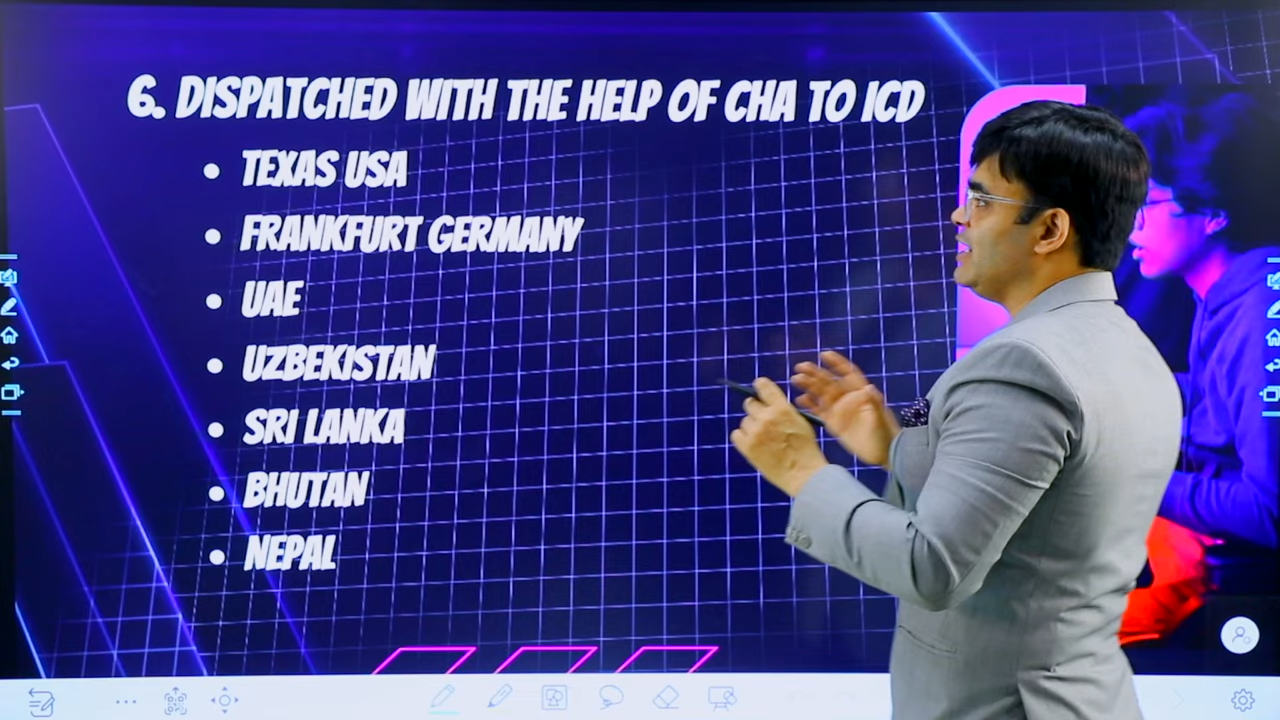 6. DISPATCHED WITH THE HELP OF CHA TO ICD
• TEXAS USA
• FRANKFURT GERMANY
• UAE
• UZBEKISTAN
• SRI LANKA
• BHUTAN
• NEPAL